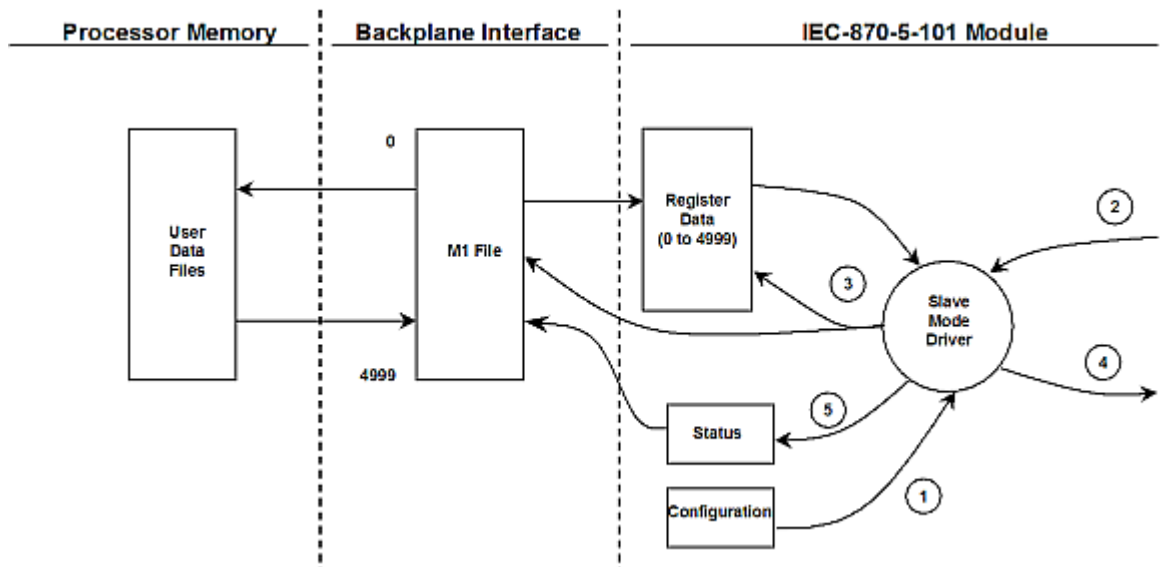 Processor Memory
Backplane Interface
IEC-870-5-101 Module
0
User
Data
Files
M1 File
4999
Register
Data
(0 to 4999)
2
3
Slave
Mode
Driver
4
5
Status
Configuration
1